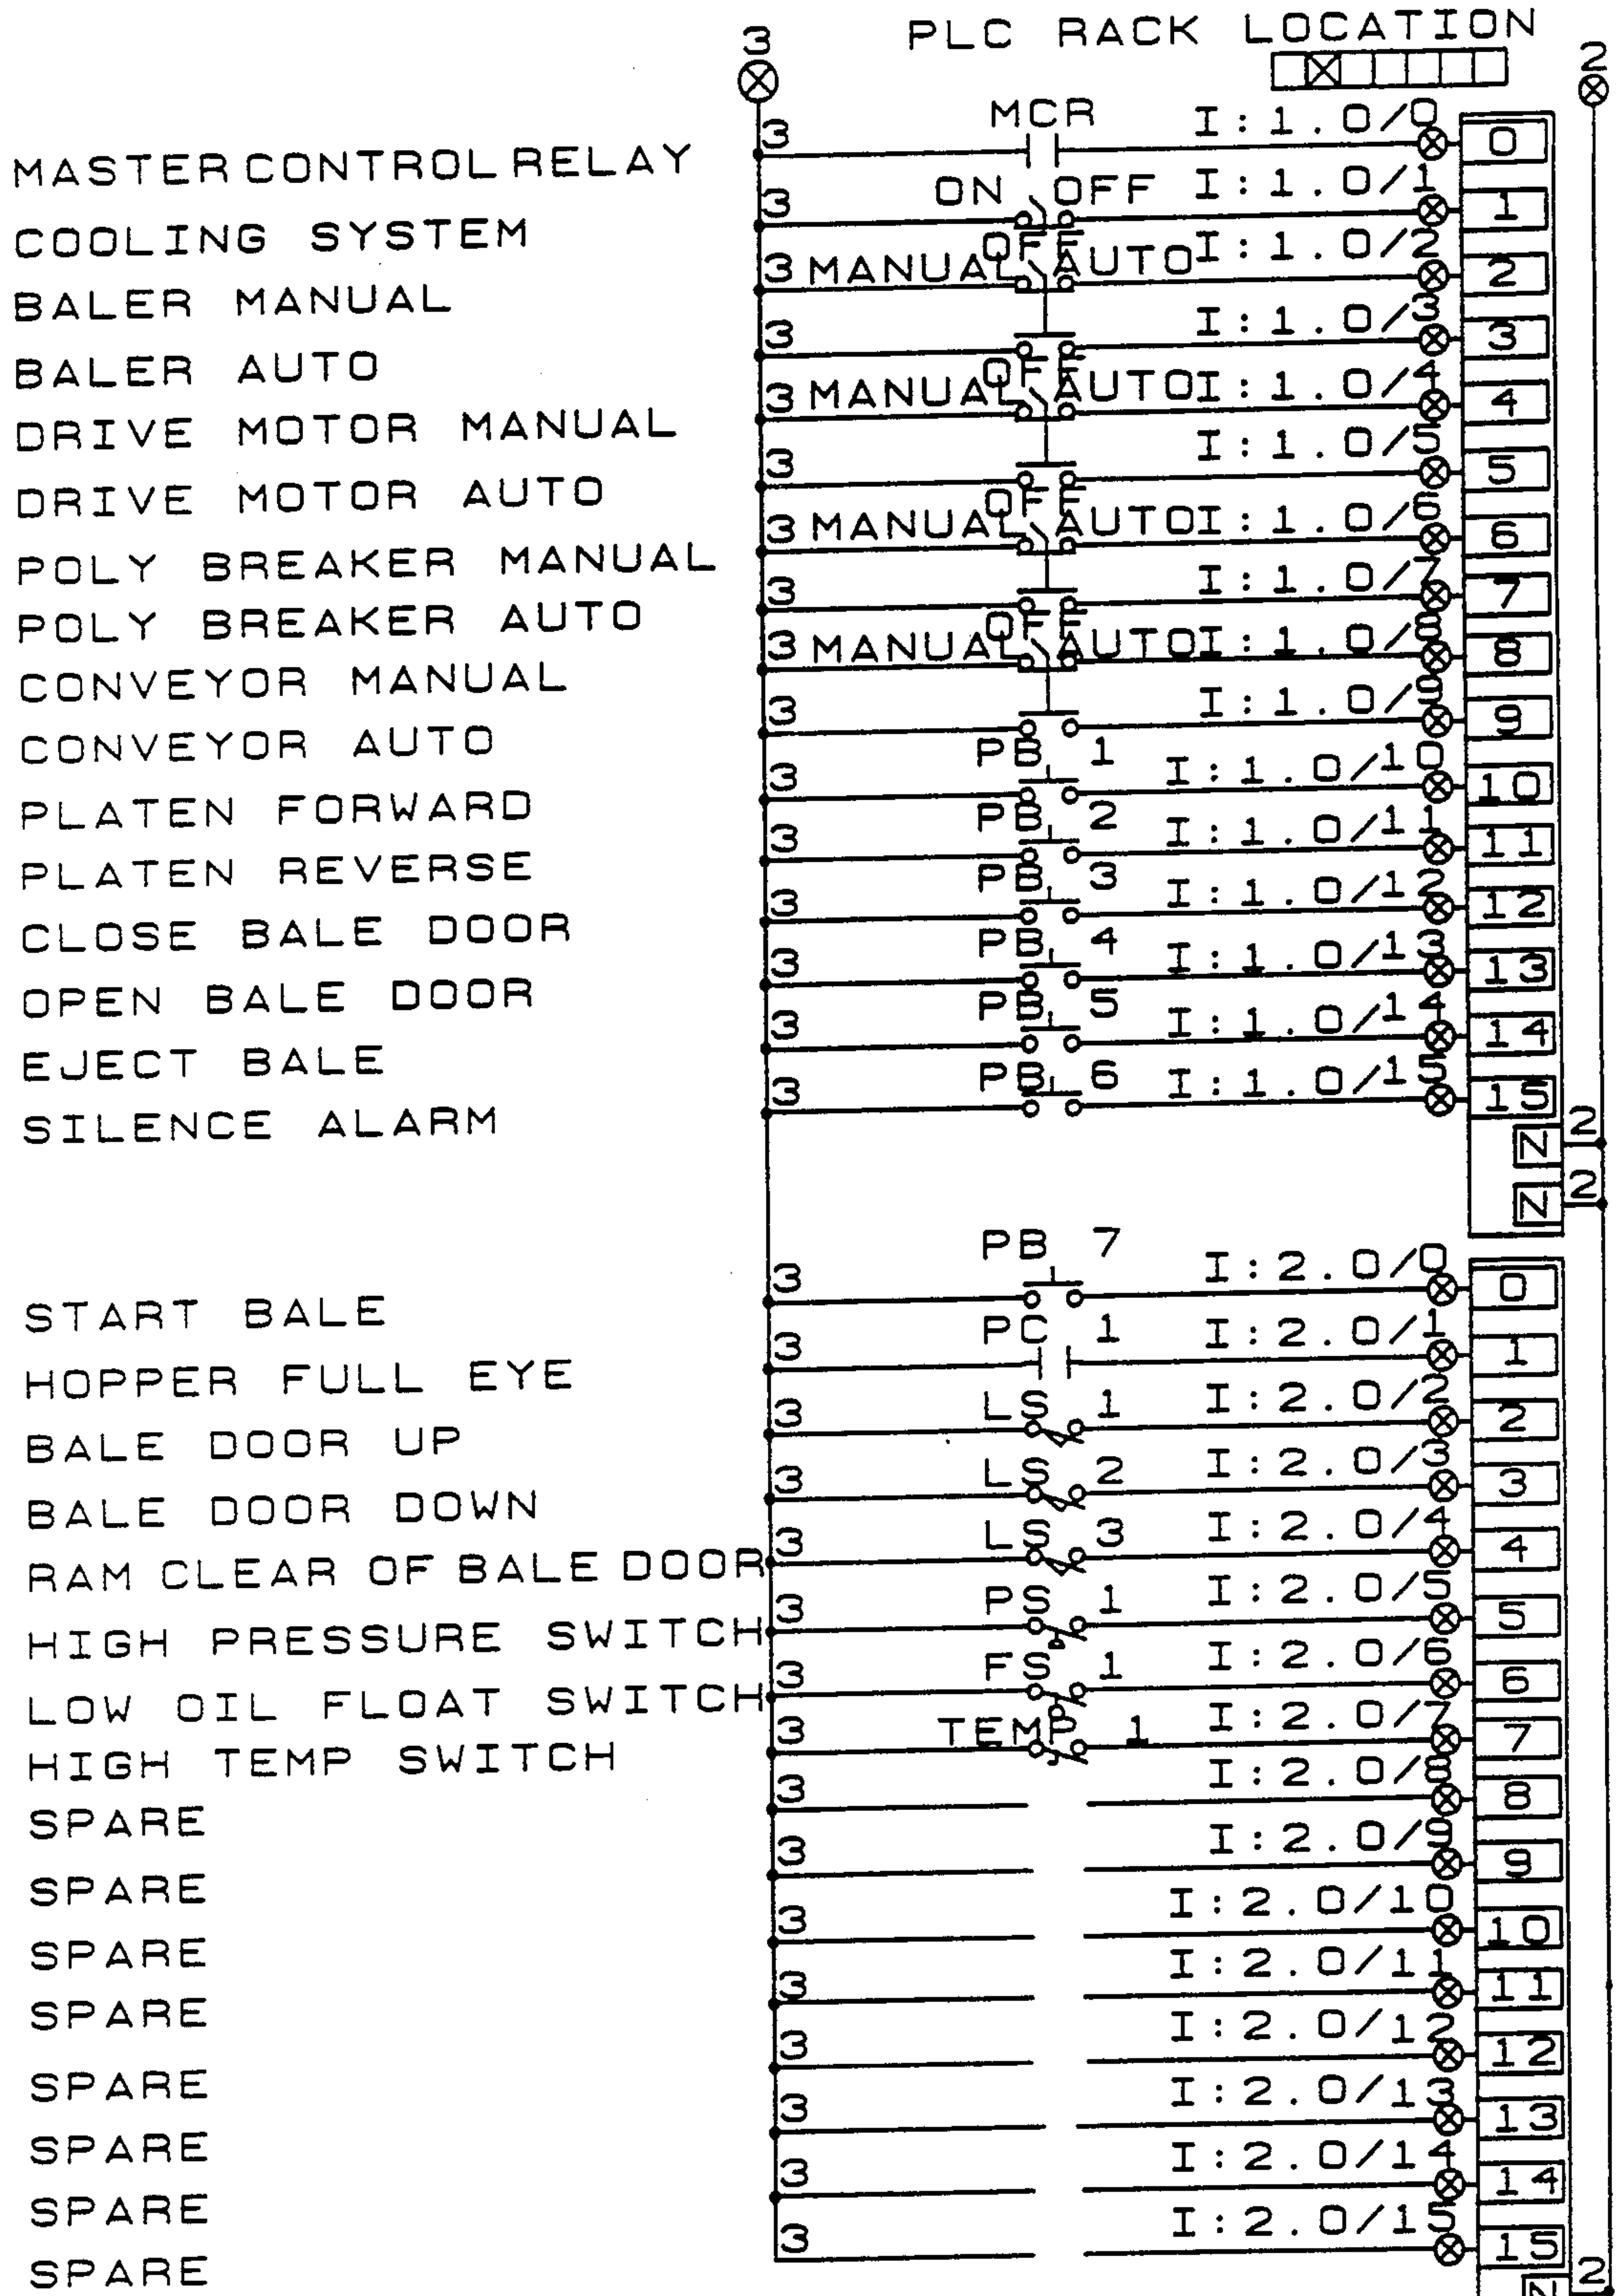 PLC RACK LOCATION
3 2
MASTER CONTROL RELAY 3 MCR I:1.0/0 0
COOLING SYSTEM 3 ON OFF I:1.0/1 1
BALER MANUAL 3 MANUAL OFF AUTO I:1.0/2 2
BALER AUTO 3 I:1.0/3 3
DRIVE MOTOR MANUAL 3 MANUAL OFF AUTO I:1.0/4 4
DRIVE MOTOR AUTO 3 I:1.0/5 5
POLY BREAKER MANUAL 3 MANUAL OFF AUTO I:1.0/6 6
POLY BREAKER AUTO 3 I:1.0/7 7
CONVEYOR MANUAL 3 MANUAL OFF AUTO I:1.0/8 8
CONVEYOR AUTO 3 I:1.0/9 9
PLATEN FORWARD 3 PB 1 I:1.0/10 10
PLATEN REVERSE 3 PB 2 I:1.0/11 11
CLOSE BALE DOOR 3 PB 3 I:1.0/12 12
OPEN BALE DOOR 3 PB 4 I:1.0/13 13
EJECT BALE 3 PB 5 I:1.0/14 14
SILENCE ALARM 3 PB 6 I:1.0/15 15
N 2
N 2
START BALE 3 PB 7 I:2.0/0 0
HOPPER FULL EYE 3 PC 1 I:2.0/1 1
BALE DOOR UP 3 LS 1 I:2.0/2 2
BALE DOOR DOWN 3 LS 2 I:2.0/3 3
RAM CLEAR OF BALE DOOR 3 LS 3 I:2.0/4 4
HIGH PRESSURE SWITCH 3 PS 1 I:2.0/5 5
LOW OIL FLOAT SWITCH 3 FS 1 I:2.0/6 6
HIGH TEMP SWITCH 3 TEMP 1 I:2.0/7 7
SPARE 3 I:2.0/8 8
SPARE 3 I:2.0/9 9
SPARE 3 I:2.0/10 10
SPARE 3 I:2.0/11 11
SPARE 3 I:2.0/12 12
SPARE 3 I:2.0/13 13
SPARE 3 I:2.0/14 14
SPARE 3 I:2.0/15 15
N 2